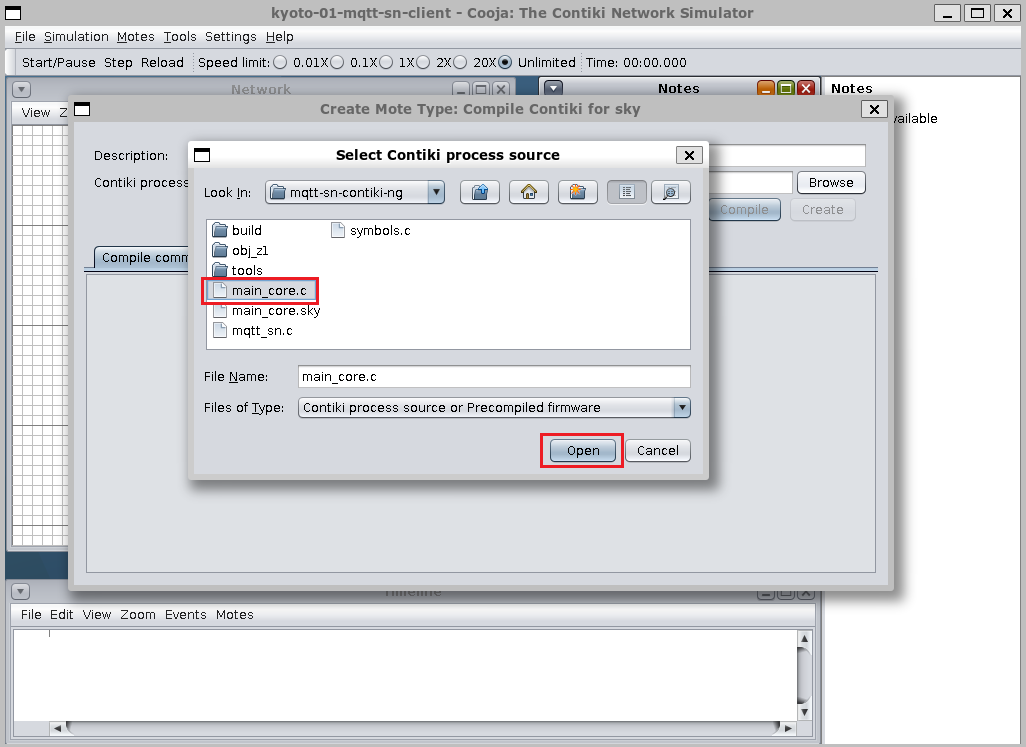 kyoto-01-mqtt-sn-client - Cooja: The Contiki Network Simulator
File Simulation Motes Tools Settings Help
Start/Pause Step Reload Speed limit: 0.01X 0.1X 1X 2X 20X Unlimited Time: 00:00.000
Network
Notes
Notes
View Z
Create Mote Type: Compile Contiki for sky
vailable
Description:
Contiki process
Browse
Compile
Create
Compile comm
Select Contiki process source
Look In: mqtt-sn-contiki-ng
build
symbols.c
obj_z1
tools
main_core.c
main_core.sky
mqtt_sn.c
File Name: main_core.c
Files of Type: Contiki process source or Precompiled firmware
Open
Cancel
Timeline
File Edit View Zoom Events Motes